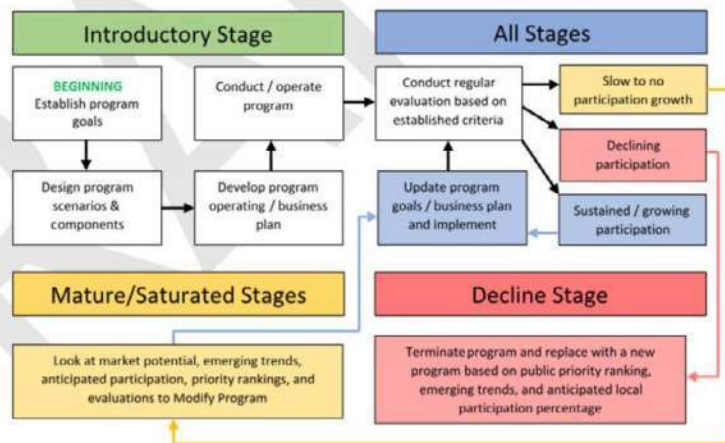 Introductory Stage
All Stages
BEGINNING
Establish program
goals
Conduct / operate
program
Conduct regular
evaluation based on
established criteria
Slow to no
participation growth
Declining
participation
Design program
scenarios &
components
Develop program
operating / business
plan
Update program
goals / business plan
and implement
Sustained / growing
participation
Mature/Saturated Stages
Decline Stage
Look at market potential, emerging trends,
anticipated participation, priority rankings, and
evaluations to Modify Program
Terminate program and replace with a new
program based on public priority ranking,
emerging trends, and anticipated local
participation percentage